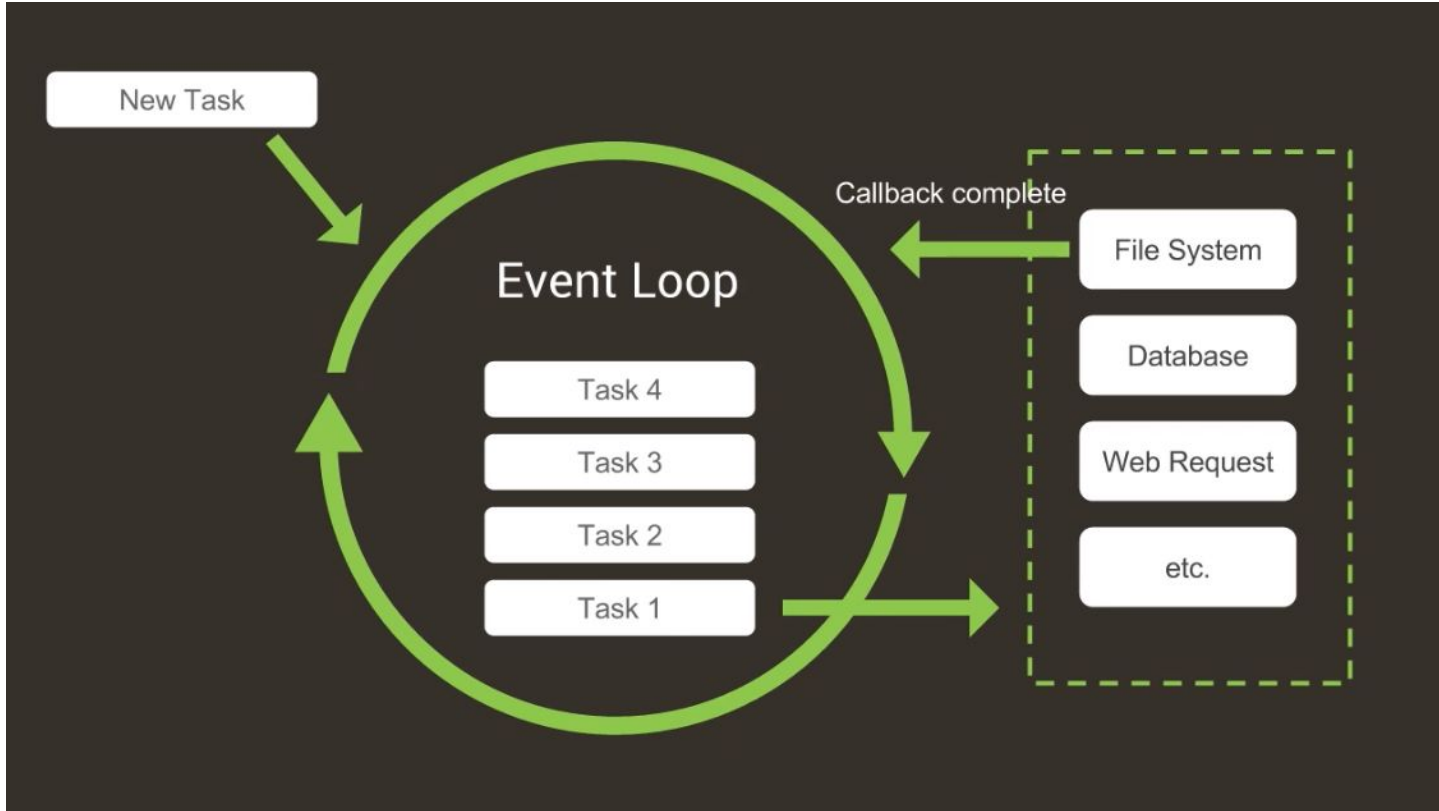 New Task
Callback complete
File System
Event Loop
Database
Task 4
Task 3
Web Request
Task 2
etc.
Task 1